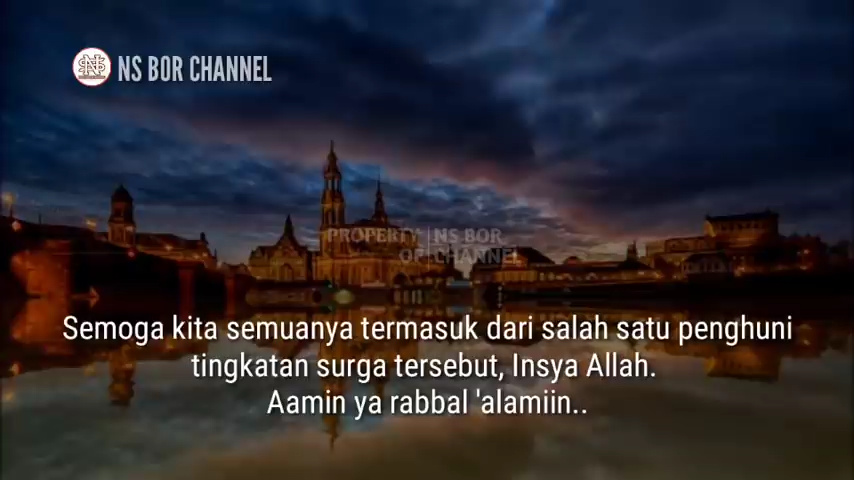 NS BOR CHANNEL
PROPERTY | NS BOR
OF CHANNEL
Semoga kita semuanya termasuk dari salah satu penghuni
tingkatan surga tersebut, Insya Allah.
Aamin ya rabbal 'alamiin..